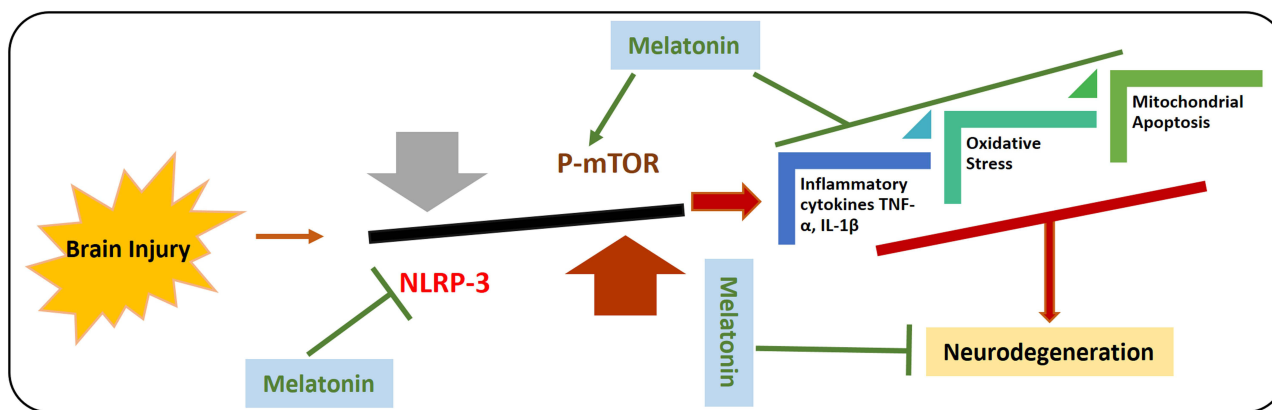 Melatonin
Mitochondrial
Apoptosis
Oxidative
Stress
P-mTOR
Inflammatory
cytokines TNF-
α, IL-1β
Brain Injury
NLRP-3
Melatonin
Neurodegeneration
Melatonin